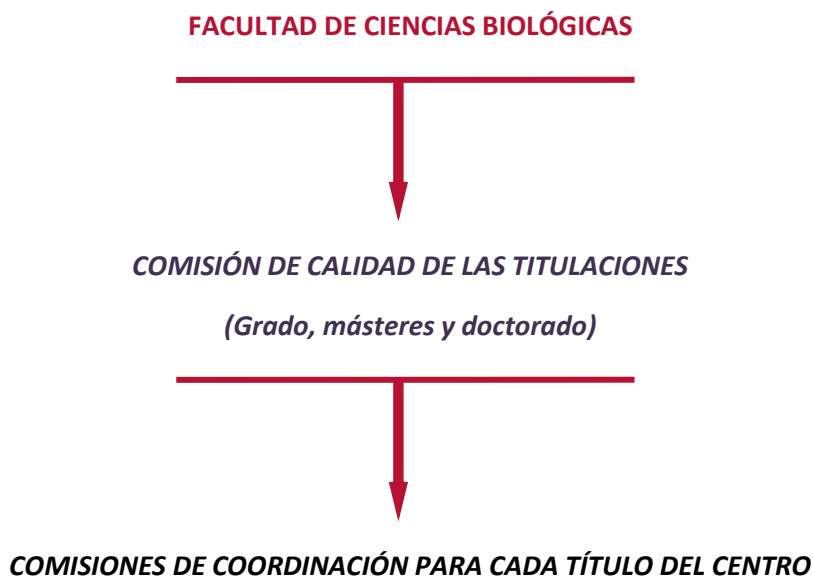 FACULTAD DE CIENCIAS BIOLÓGICAS
COMISIÓN DE CALIDAD DE LAS TITULACIONES
(Grado, másteres y doctorado)
COMISIONES DE COORDINACIÓN PARA CADA TÍTULO DEL CENTRO